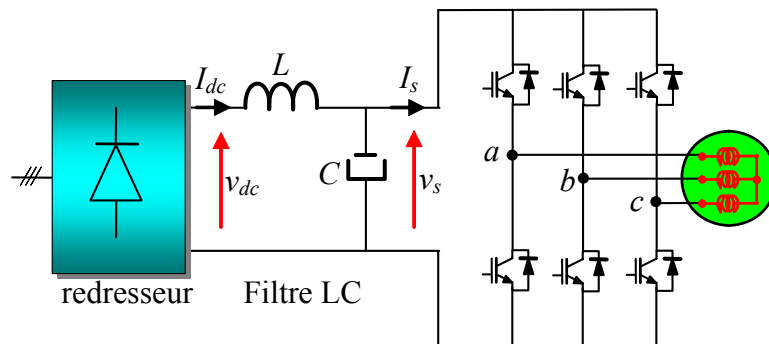 I_dc
L
I_s
v_dc
C
v_s
a
b
c
redresseur
Filtre LC